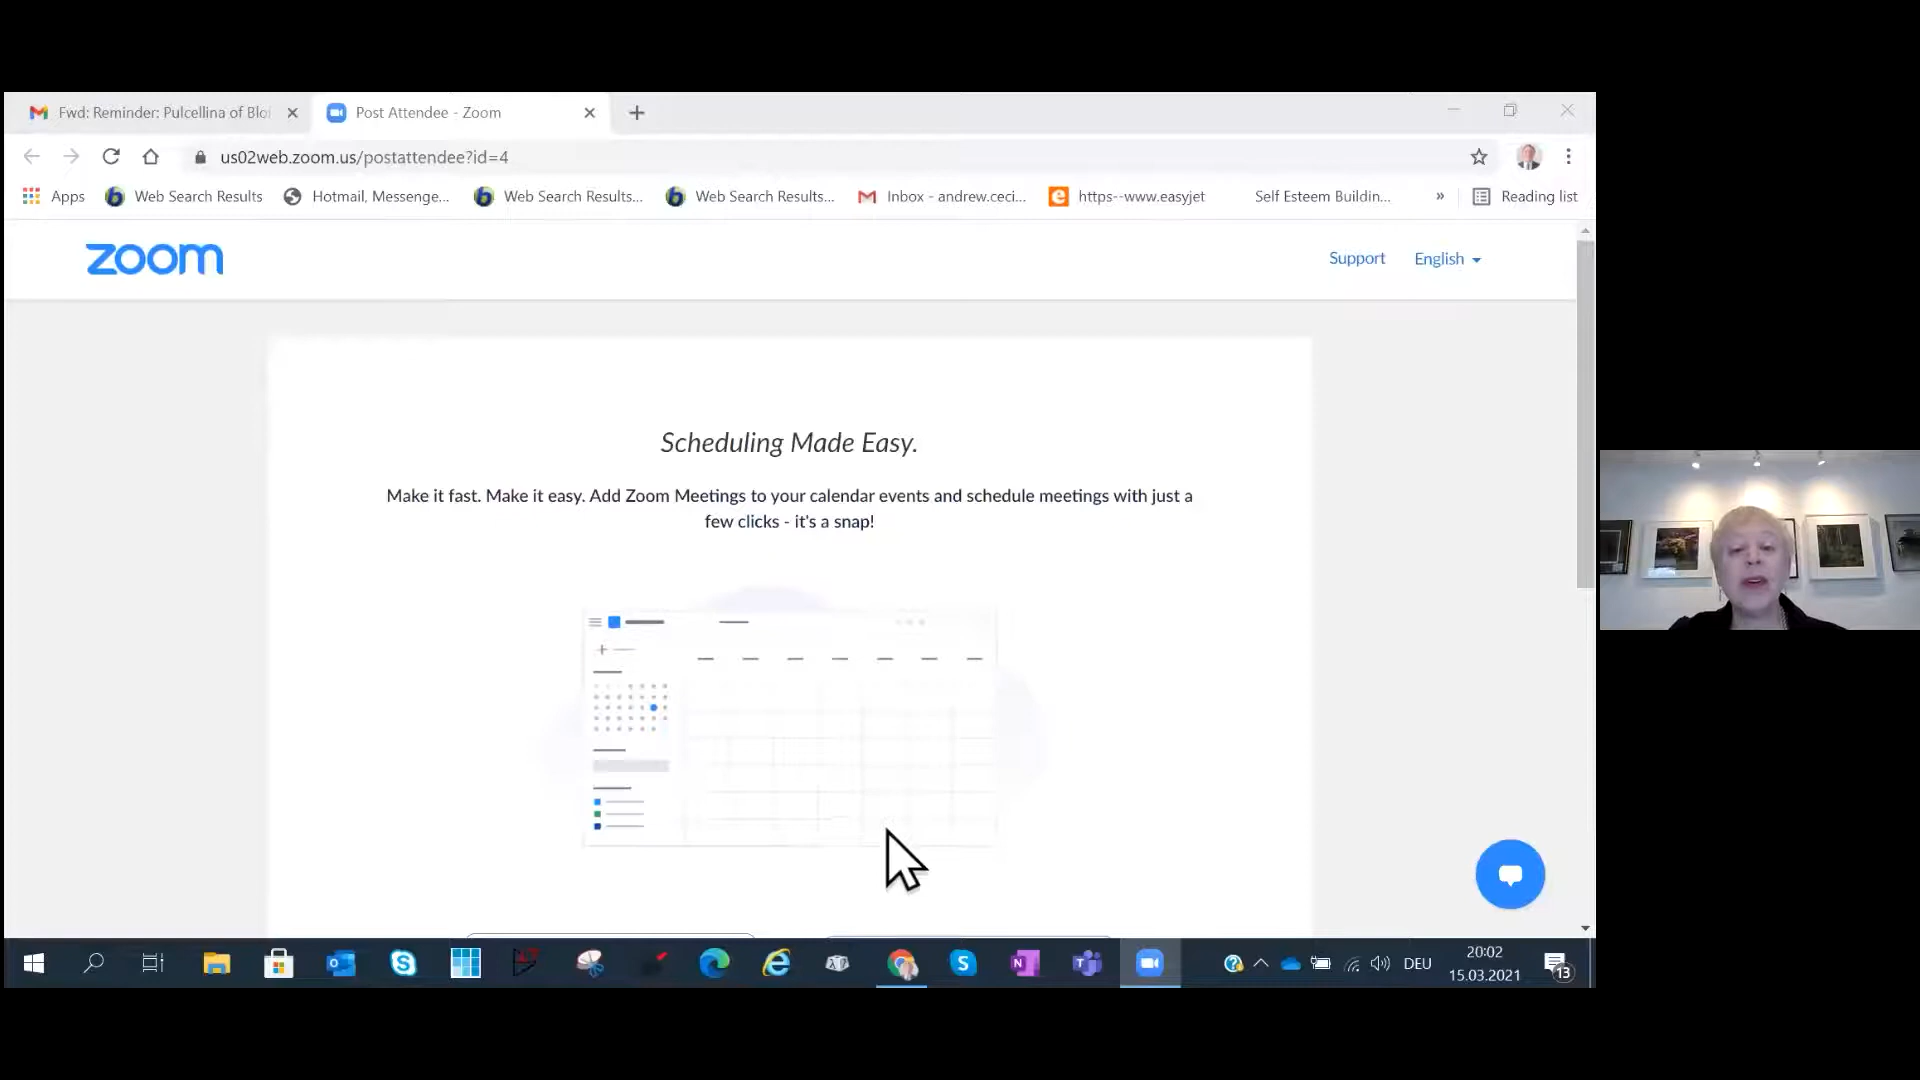 Fwd: Reminder: Pulcellina of Bloi
Post Attendee - Zoom
us02web.zoom.us/postattendee?id=4
Apps
Web Search Results
Hotmail, Messenge...
Web Search Results...
Web Search Results...
Inbox - andrew.ceci...
https--www.easyjet
Self Esteem Buildin...
»
Reading list
zoom
Support
English
Scheduling Made Easy.
Make it fast. Make it easy. Add Zoom Meetings to your calendar events and schedule meetings with just a
few clicks - it's a snap!
DEU
20:02
15.03.2021
13